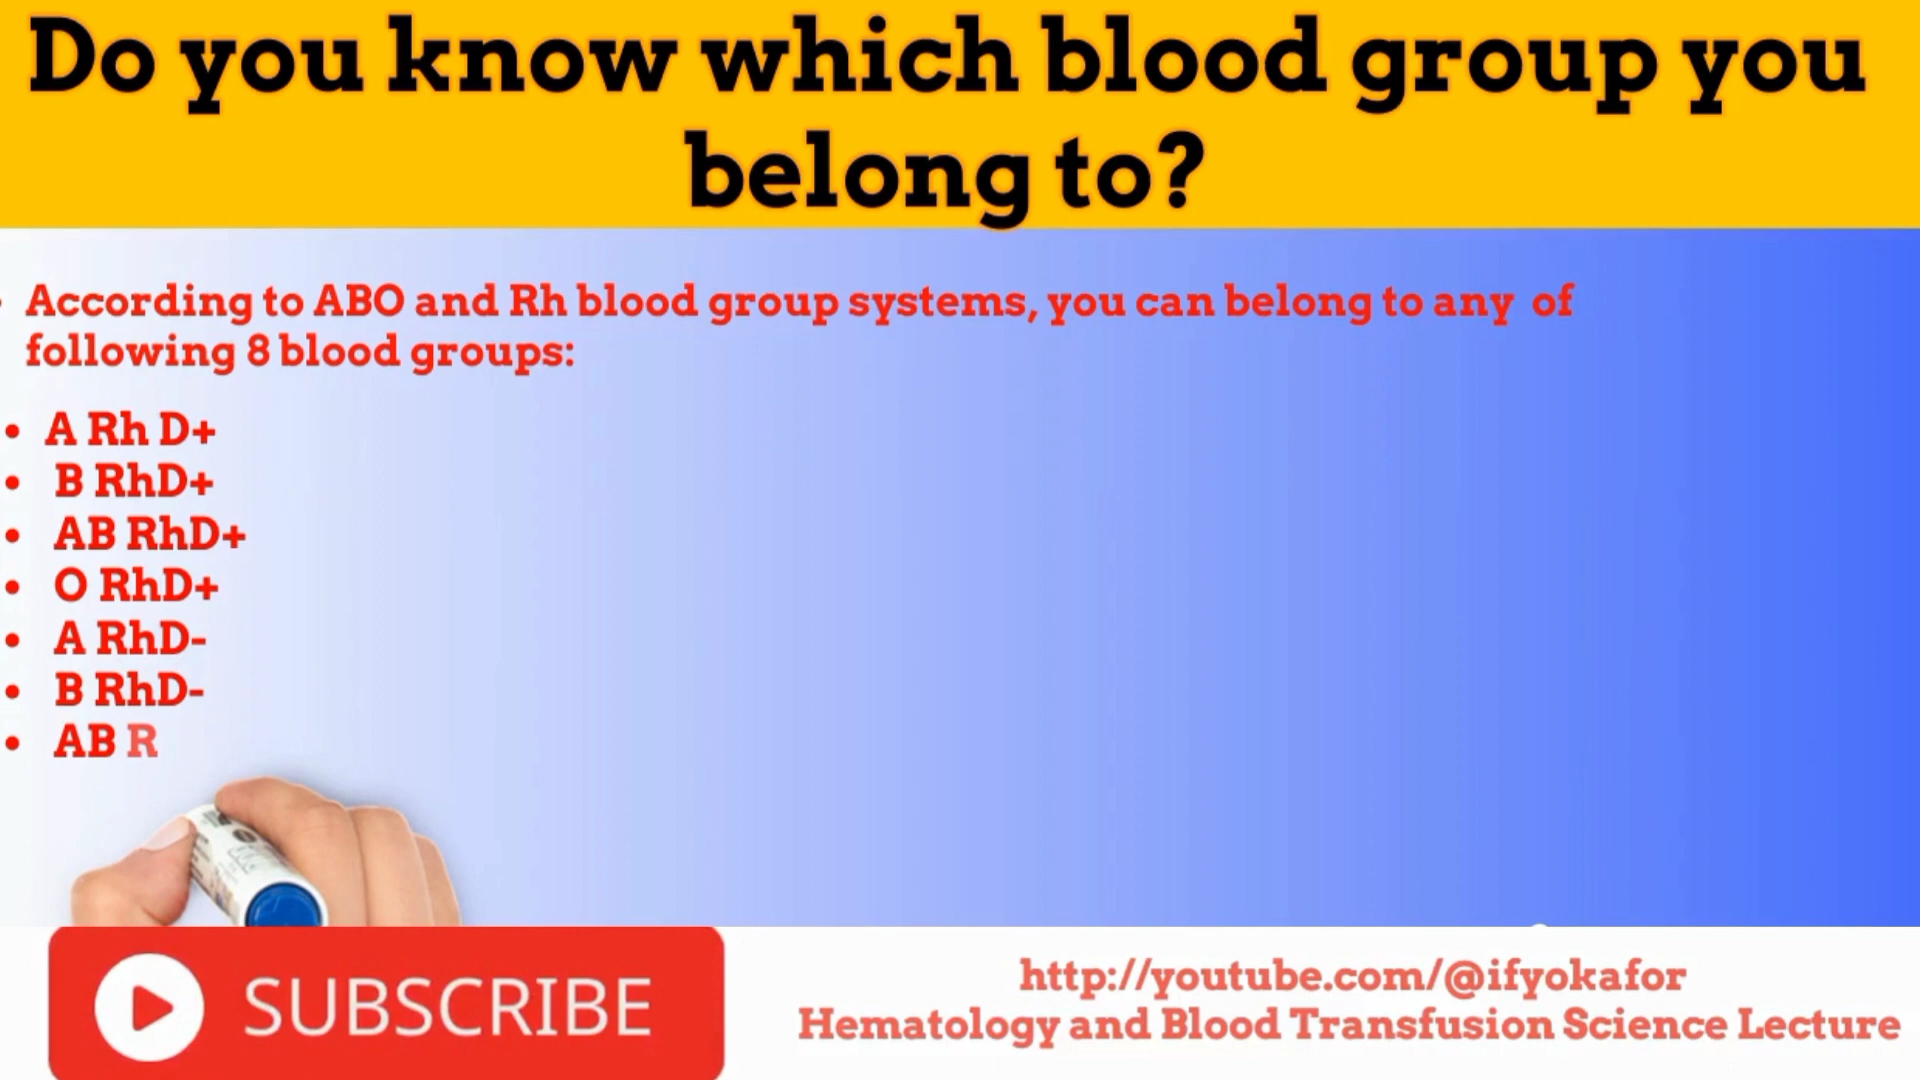 Do you know which blood group you
belong to?
• According to ABO and Rh blood group systems, you can belong to any of
following 8 blood groups:
• A Rh D+
• B RhD+
• AB RhD+
• O RhD+
• A RhD-
• B RhD-
• AB R
SUBSCRIBE
http://youtube.com/@ifyokafor
Hematology and Blood Transfusion Science Lecture